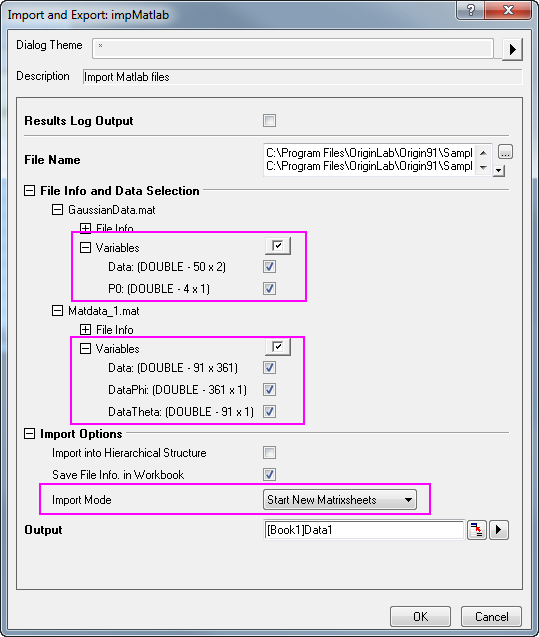 Import and Export: impMatlab
Dialog Theme *
Description Import Matlab files
Results Log Output
File Name C:\Program Files\OriginLab\Origin91\Sampl
C:\Program Files\OriginLab\Origin91\Sampl
...
File Info and Data Selection
GaussianData.mat
File Info
Variables
Data: (DOUBLE - 50 x 2)
P0: (DOUBLE - 4 x 1)
Matdata_1.mat
File Info
Variables
Data: (DOUBLE - 91 x 361)
DataPhi: (DOUBLE - 361 x 1)
DataTheta: (DOUBLE - 91 x 1)
Import Options
Import into Hierarchical Structure
Save File Info. in Workbook
Import Mode Start New Matrixsheets
Output [Book1]Data1
OK Cancel